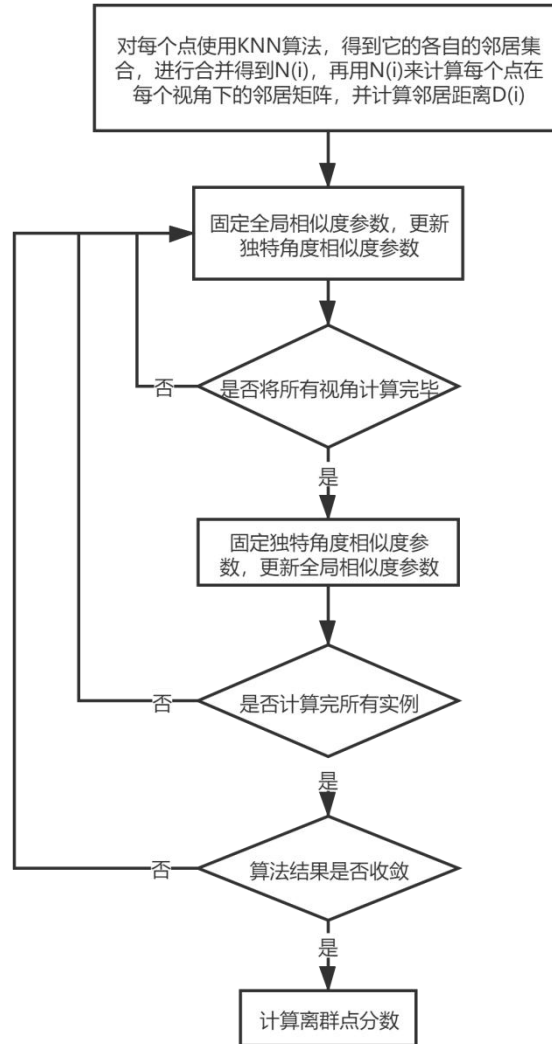 对每个点使用KNN算法，得到它的各自的邻居集
合，进行合并得到N(i)，再用N(i)来计算每个点在
每个视角下的邻居矩阵，并计算邻居距离D(i)
固定全局相似度参数，更新
独特角度相似度参数
否
是否将所有视角计算完毕
是
固定独特角度相似度参
数，更新全局相似度参数
否
是否计算完所有实例
是
否
算法结果是否收敛
是
计算离群点分数